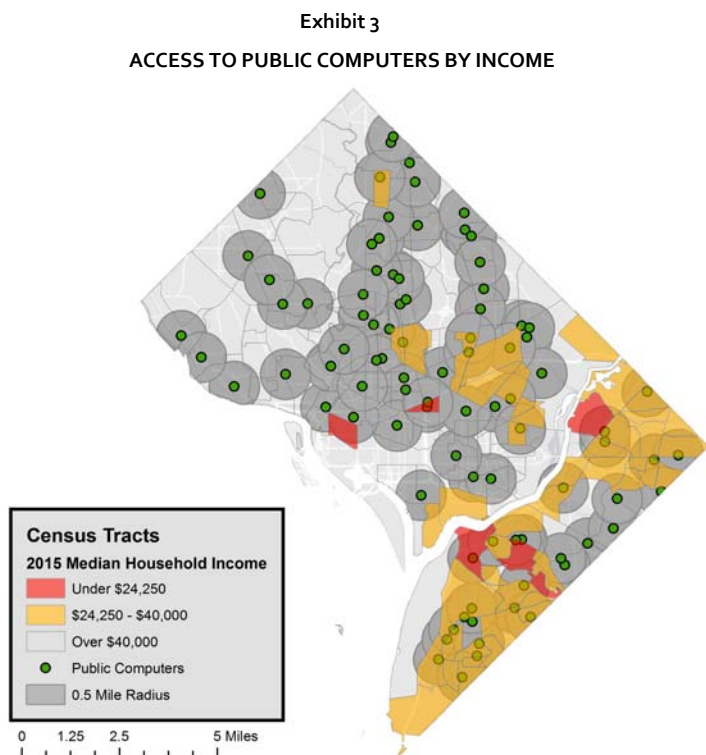 Exhibit 3
ACCESS TO PUBLIC COMPUTERS BY INCOME
Census Tracts
2015 Median Household Income
Under $24,250
$24,250 - $40,000
Over $40,000
Public Computers
0.5 Mile Radius
0 1.25 2.5 5 Miles